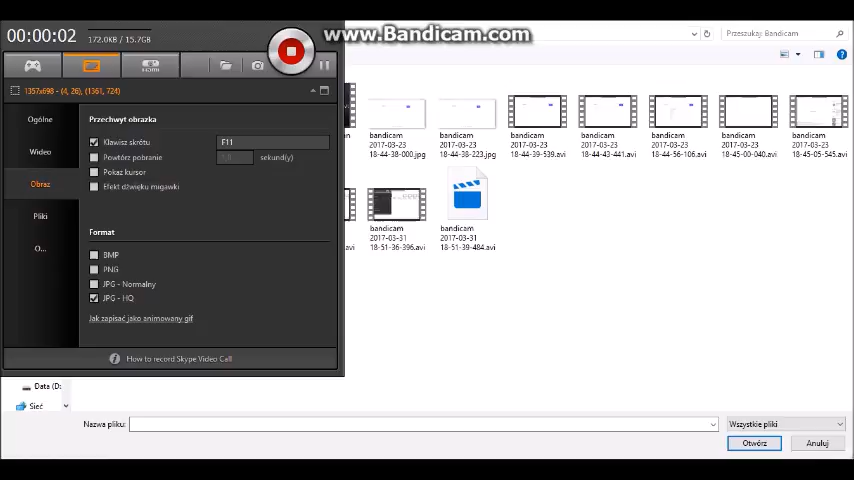 00:00:02
172.0KB / 15.7GB
www.Bandicam.com
Przeszukaj: Bandicam
1357x698 - (4, 26), (1361, 724)
Ogólne
Wideo
Obraz
Pliki
O...
Przechwyt obrazka
Klawisz skrótu
F11
Powtórz pobranie
1,0
sekund(y)
Pokaż kursor
Efekt dźwięku migawki
Format
BMP
PNG
JPG - Normalny
JPG - HQ
Jak zapisać jako animowany gif
How to record Skype Video Call
bandicam
2017-03-23
18-44-38-000.jpg
bandicam
2017-03-23
18-44-38-223.jpg
bandicam
2017-03-23
18-44-39-539.avi
bandicam
2017-03-23
18-44-43-441.avi
bandicam
2017-03-23
18-44-56-106.avi
bandicam
2017-03-23
18-45-00-040.avi
bandicam
2017-03-23
18-45-05-545.avi
bandicam
2017-03-31
18-51-36-396.avi
bandicam
2017-03-31
18-51-39-484.avi
Data (D:
Sieć
Nazwa pliku:
Wszystkie pliki
Otwórz
Anuluj